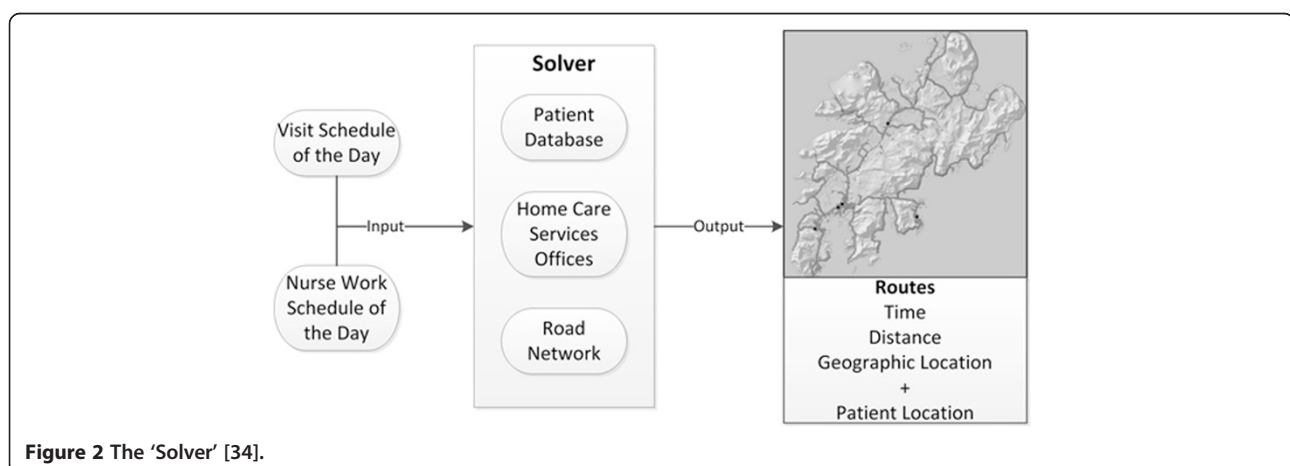 Visit Schedule
of the Day
Input
Nurse Work
Schedule of
the Day
Solver
Patient
Database
Home Care
Services
Offices
Road
Network
Output
Routes
Time
Distance
Geographic Location
+
Patient Location
Figure 2 The ‘Solver’ [34].